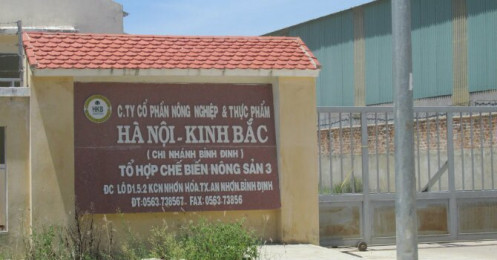 C.TY CỔ PHẦN NÔNG NGHIỆP & THỰC PHẨM
HÀ NỘI - KINH BẮC
( CHI NHÁNH BÌNH ĐỊNH )
TỔ HỢP CHẾ BIẾN NÔNG SẢN 3
ĐC: LÔ D1.5.2 KCN NHƠN HÒA.TX.AN NHƠN.BÌNH ĐỊNH
ĐT:0563.738567. FAX: 0563.73856